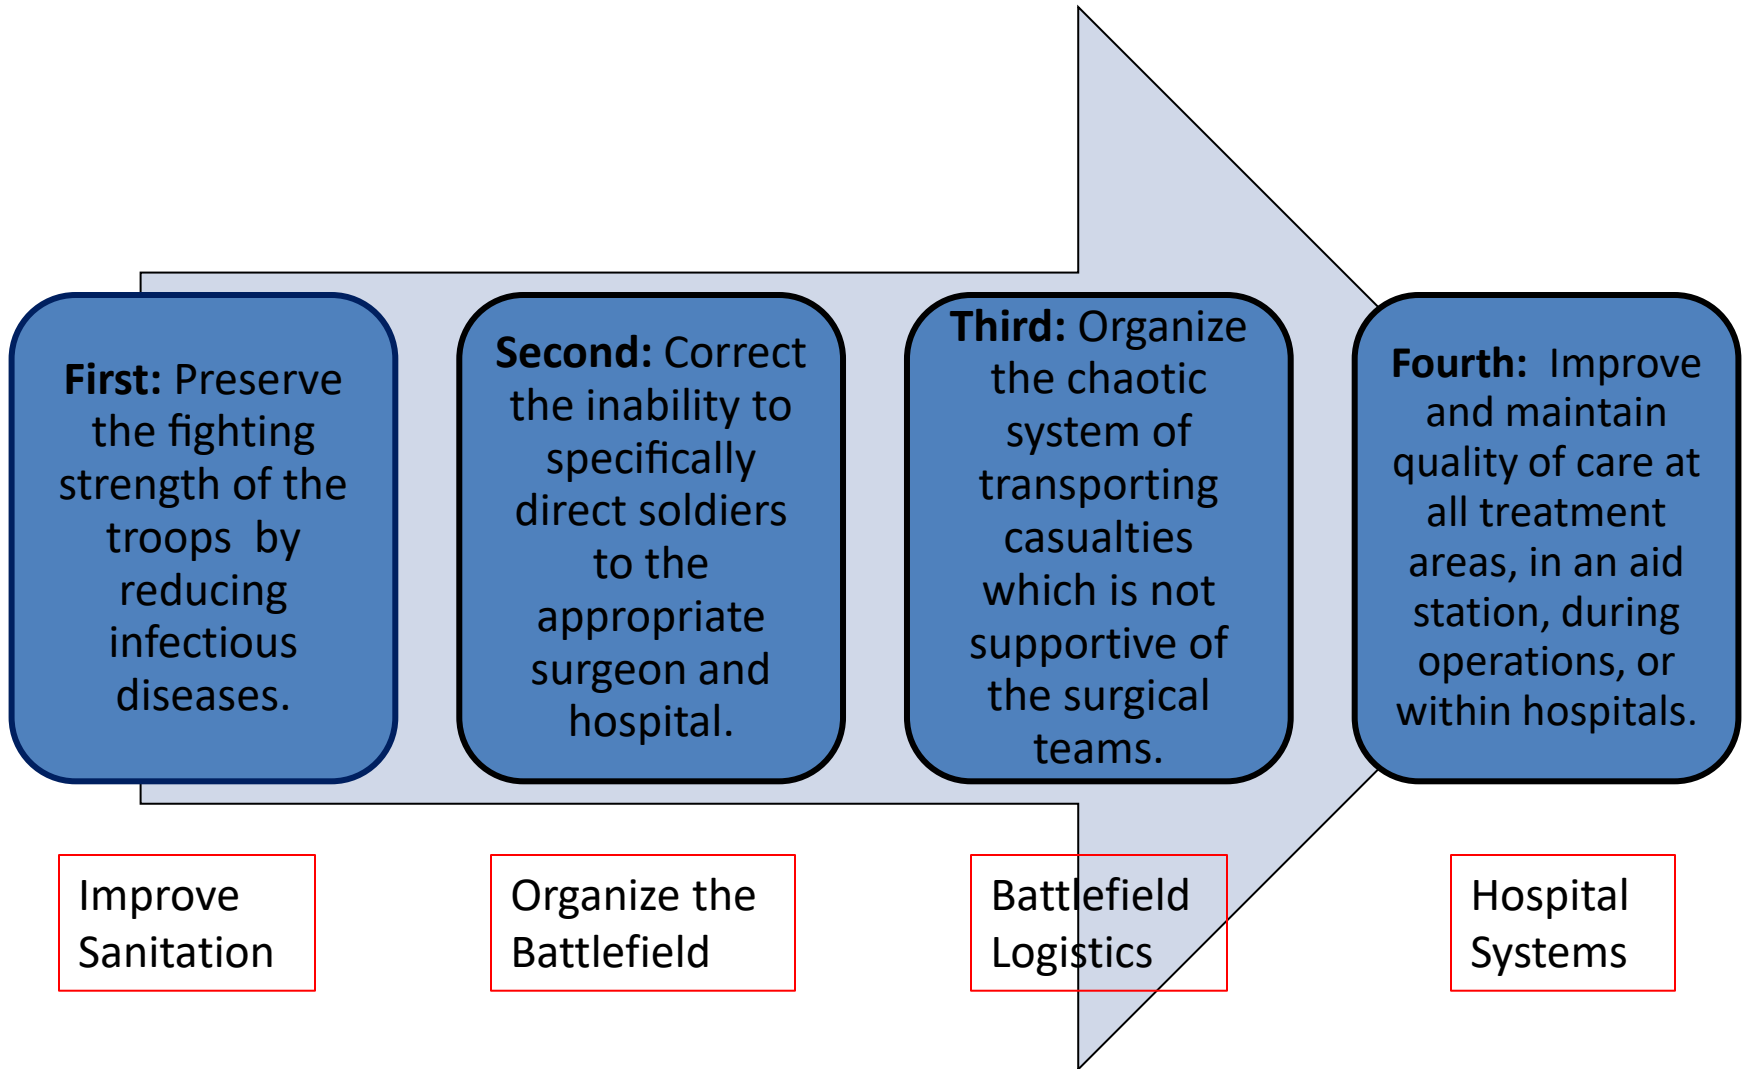 First: Preserve
the fighting
strength of the
troops  by
reducing
infectious
diseases.
Second: Correct
the inability to
specifically
direct soldiers
to the
appropriate
surgeon and
hospital.
Third: Organize
the chaotic
system of
transporting
casualties
which is not
supportive of
the surgical
teams.
Fourth:  Improve
and maintain
quality of care at
all treatment
areas, in an aid
station, during
operations, or
within hospitals.
Improve
Sanitation
Organize the
Battlefield
Battlefield
Logistics
Hospital
Systems